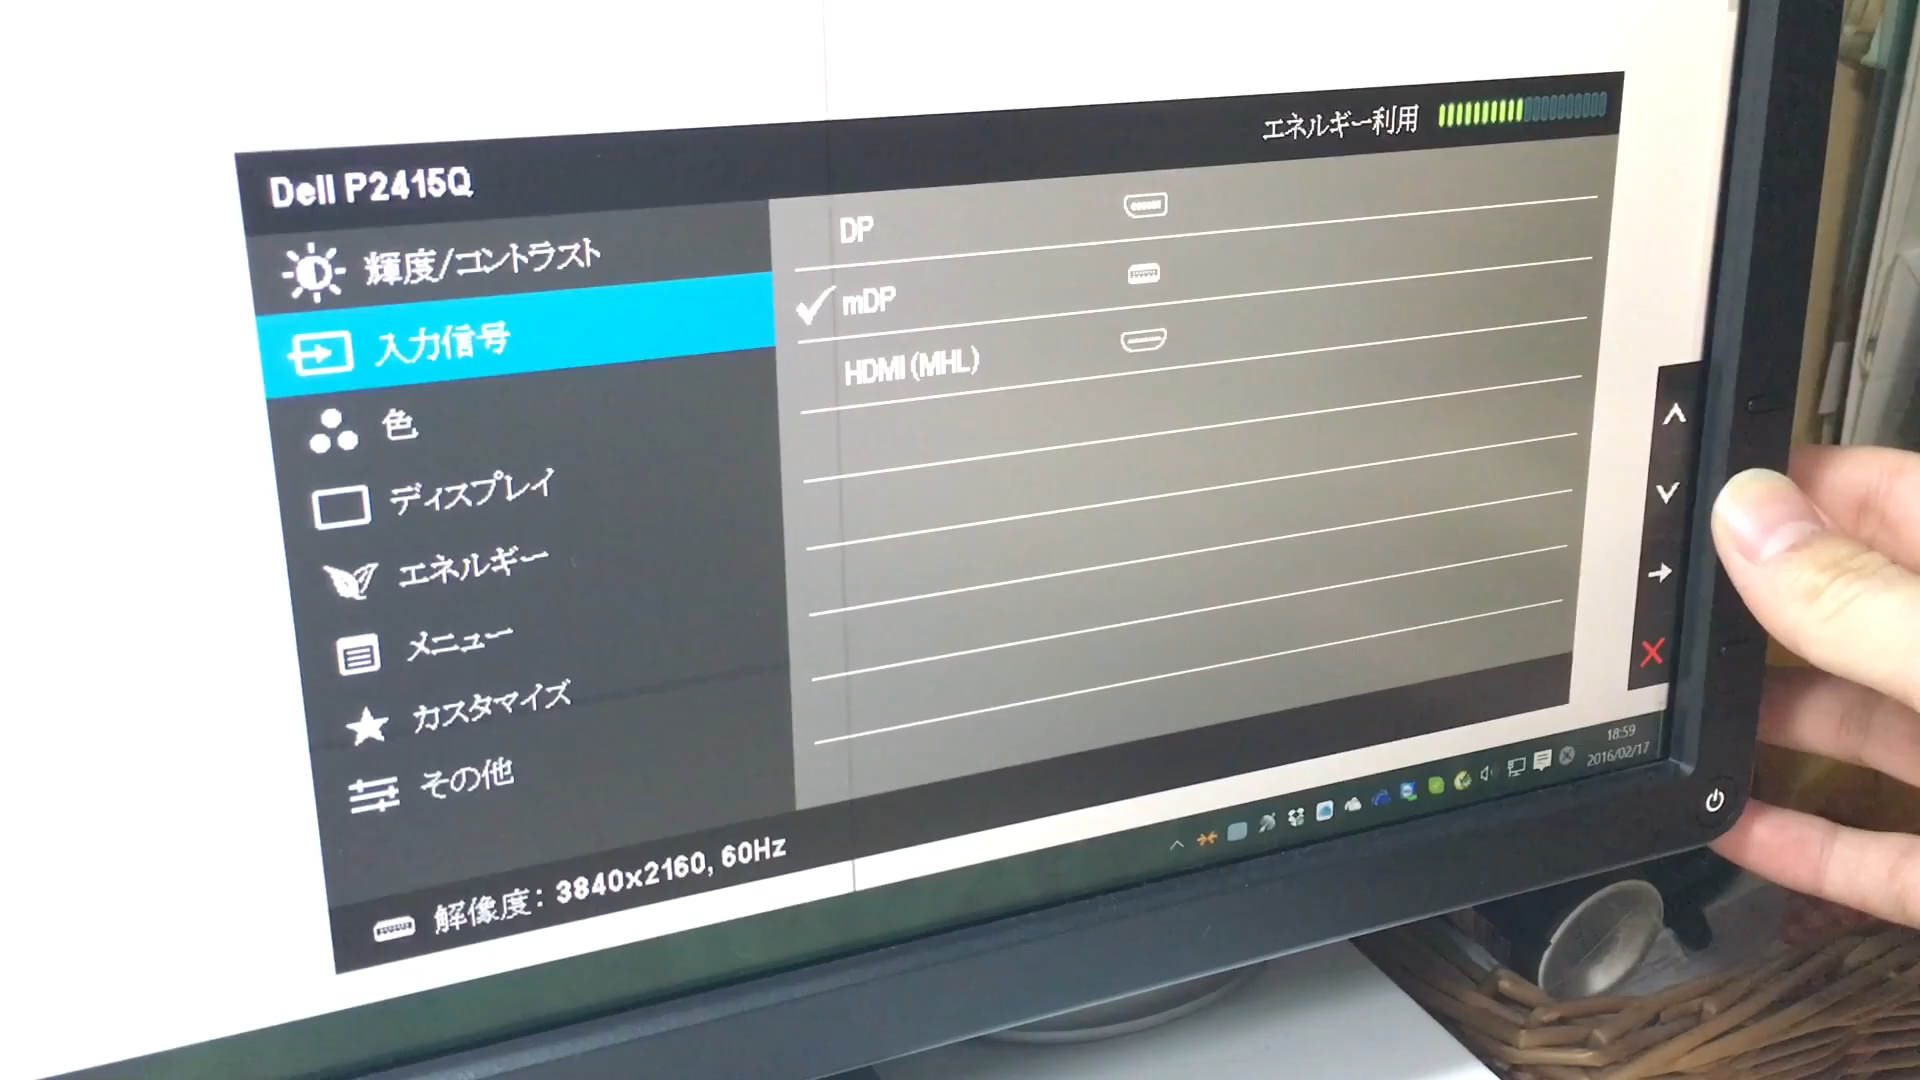 Dell P2415Q
エネルギー利用
輝度/コントラスト
入力信号
色
ディスプレイ
エネルギー
メニュー
カスタマイズ
その他
DP
mDP
HDMI (MHL)
解像度: 3840x2160, 60Hz
18:59
2016/02/17